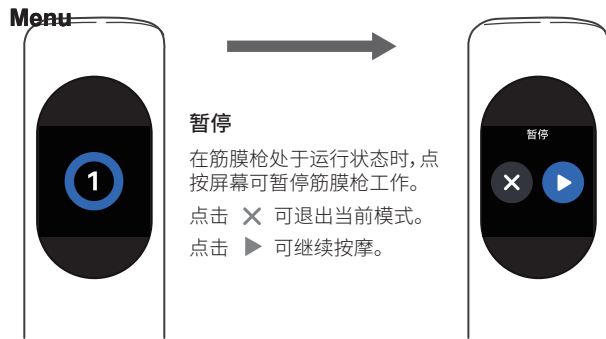 Menu
1
暂停
在筋膜枪处于运行状态时，点
按屏幕可暂停筋膜枪工作。
点击 × 可退出当前模式。
点击 ▶ 可继续按摩。
暂停